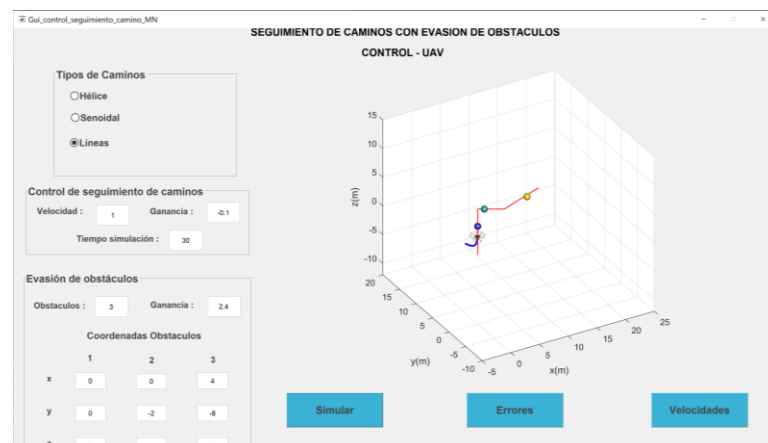 Gui_control_seguimiento_camino_MN
SEGUIMIENTO DE CAMINOS CON EVASION DE OBSTACULOS
CONTROL - UAV
Tipos de Caminos
Hélice
Senoidal
Líneas
Control de seguimiento de caminos
Velocidad : 1 Ganancia : -0.1
Tiempo simulación : 30
Evasión de obstáculos
Obstaculos : 3 Ganancia : 2.4
Coordenadas Obstaculos
1 2 3
x 0 0 4
y 0 -2 -8
z(m)
15
10
5
0
-5
-10
20
15
10
5
0
-5
-10
y(m)
-5
0
5
10
15
20
25
x(m)
Simular Errores Velocidades